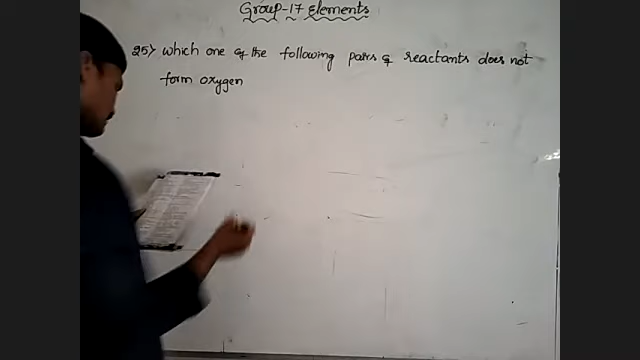 Group-17 Elements
25> which one of the following pairs of reactants does not
form oxygen